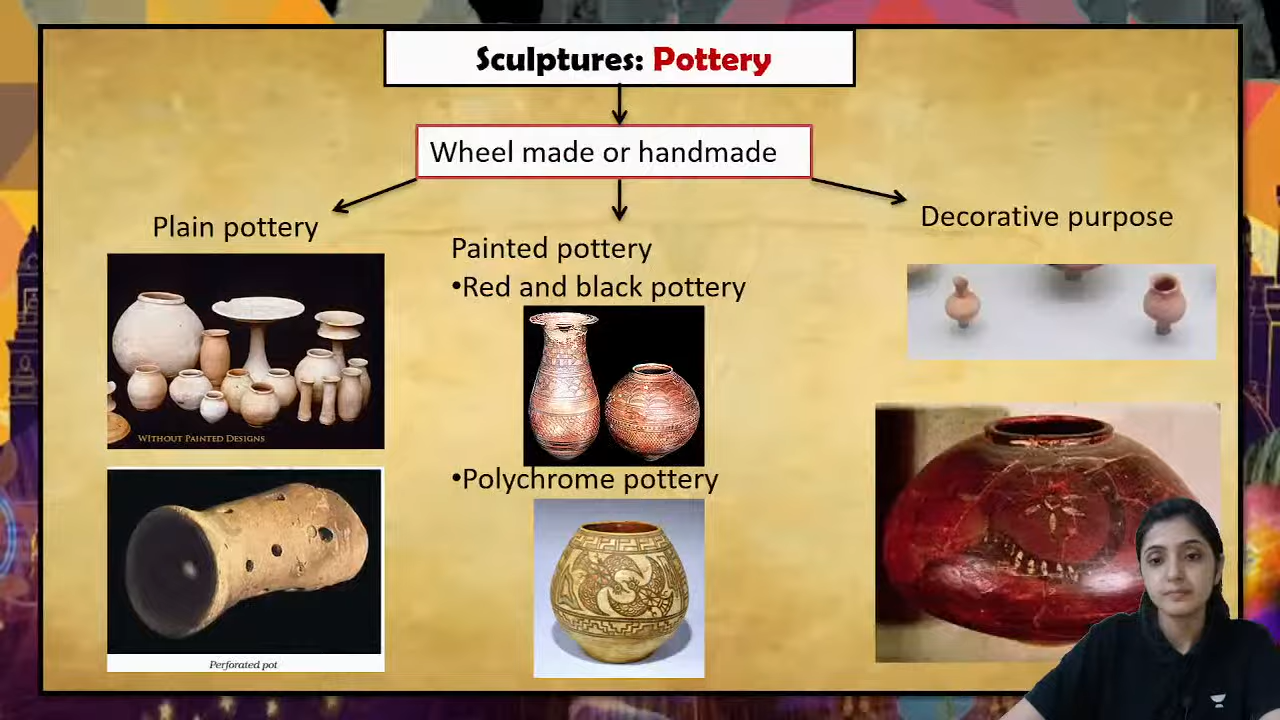 Sculptures: Pottery
Wheel made or handmade
Plain pottery
WITHOUT PAINTED DESIGNS
Perforated pot
Painted pottery
•Red and black pottery
•Polychrome pottery
Decorative purpose